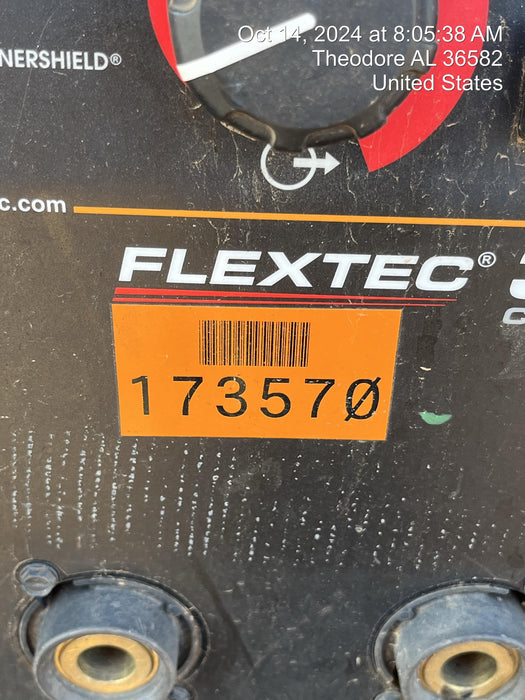 Oct 14, 2024 at 8:05:38 AM
Theodore AL 36582
United States
NERSHIELD®
c.com
FLEXTEC®
173570